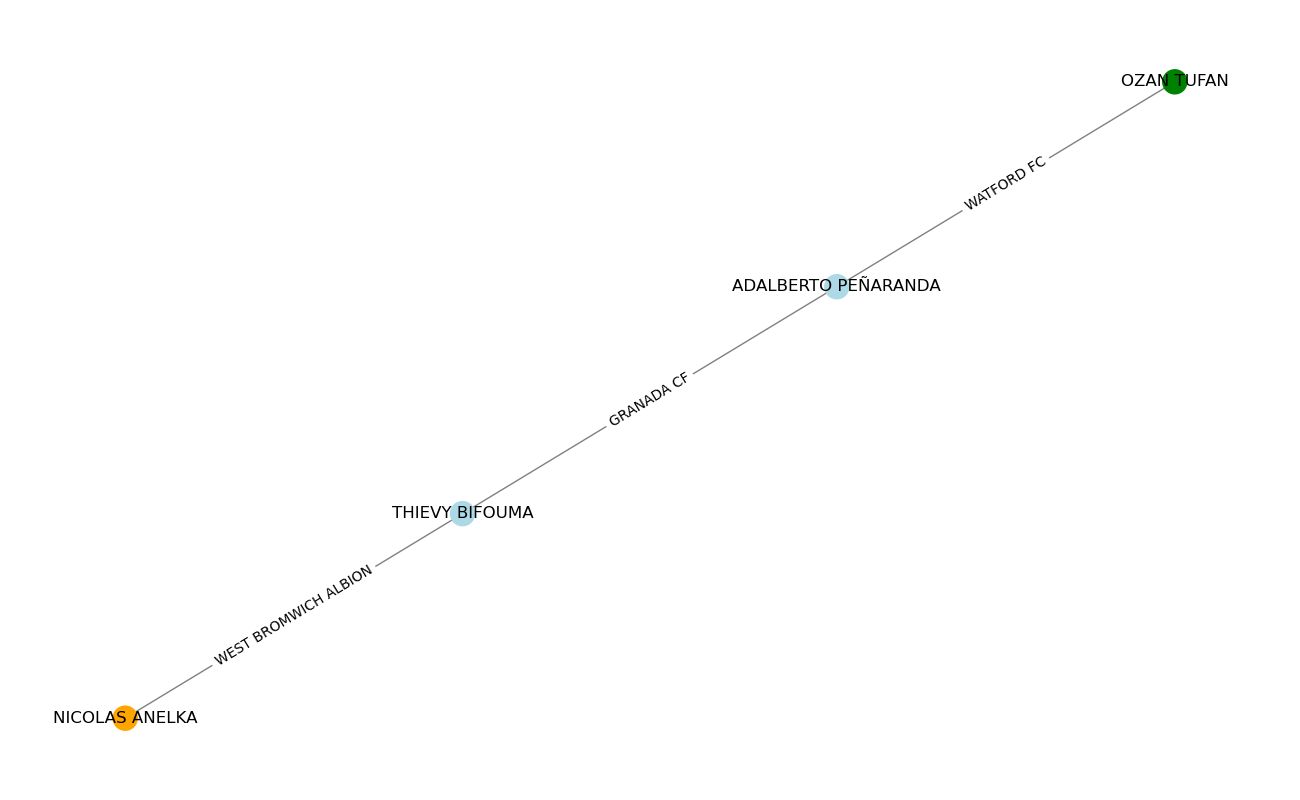 OZAN TUFAN
WATFORD FC
ADALBERTO PEÑARANDA
GRANADA CF
THIEVY BIFOUMA
WEST BROMWICH ALBION
NICOLAS ANELKA